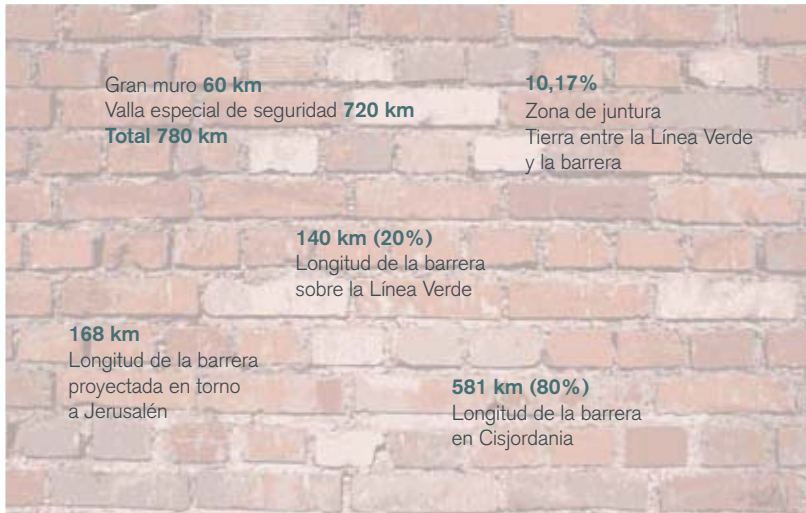 Gran muro 60 km
Valla especial de seguridad 720 km
Total 780 km
10,17%
Zona de juntura
Tierra entre la Línea Verde
y la barrera
140 km (20%)
Longitud de la barrera
sobre la Línea Verde
168 km
Longitud de la barrera
proyectada en torno
a Jerusalén
581 km (80%)
Longitud de la barrera
en Cisjordania